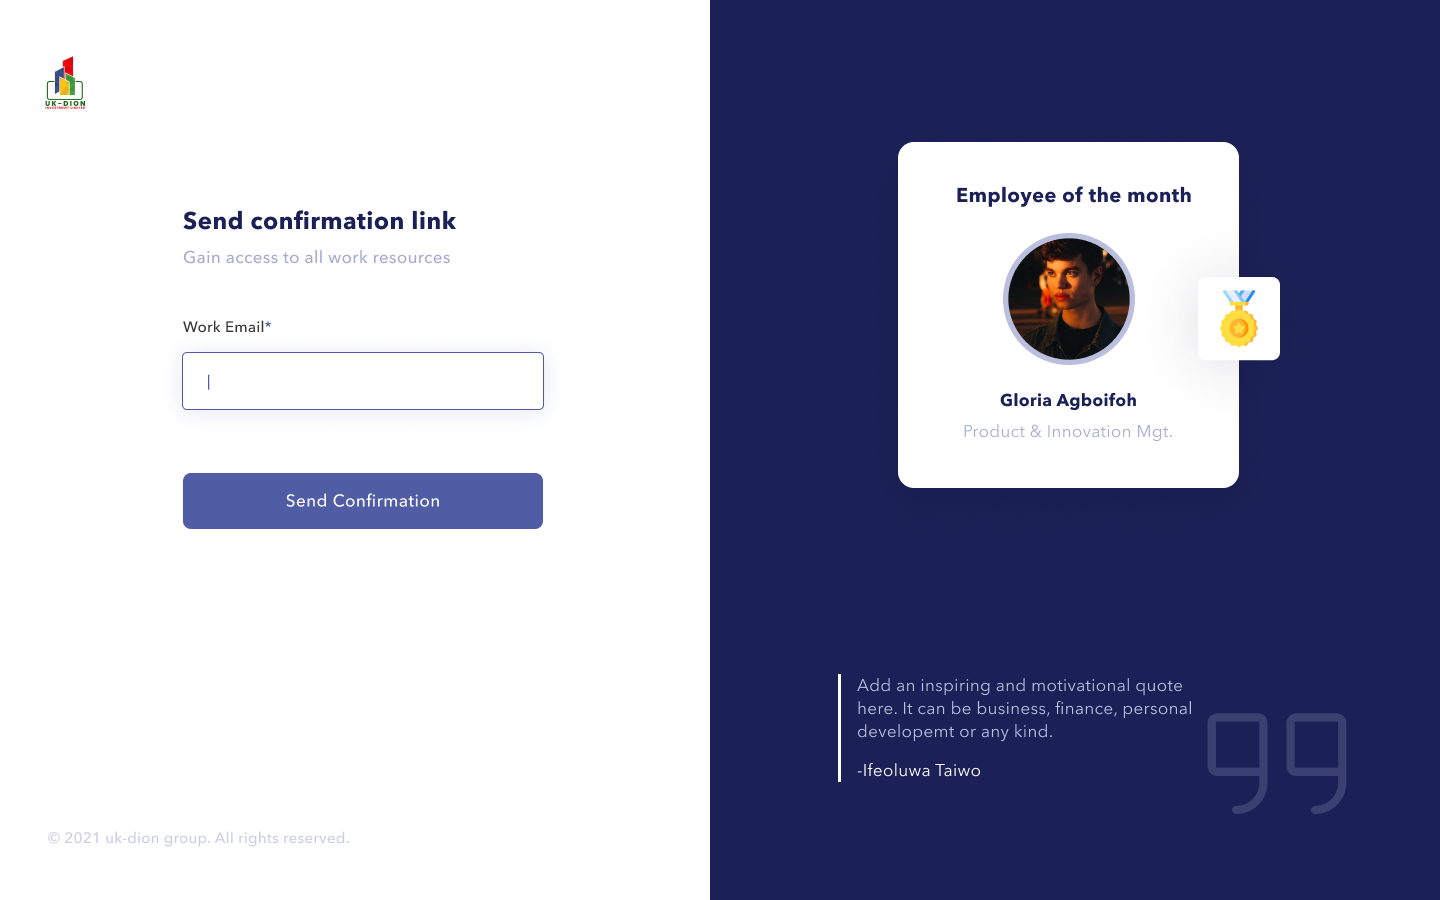 UK-DION
INVESTMENT LIMITED
Send confirmation link
Gain access to all work resources
Work Email*
Send Confirmation
© 2021 uk-dion group. All rights reserved.
Employee of the month
Gloria Agboifoh
Product & Innovation Mgt.
Add an inspiring and motivational quote
here. It can be business, finance, personal
developemt or any kind.
-Ifeoluwa Taiwo